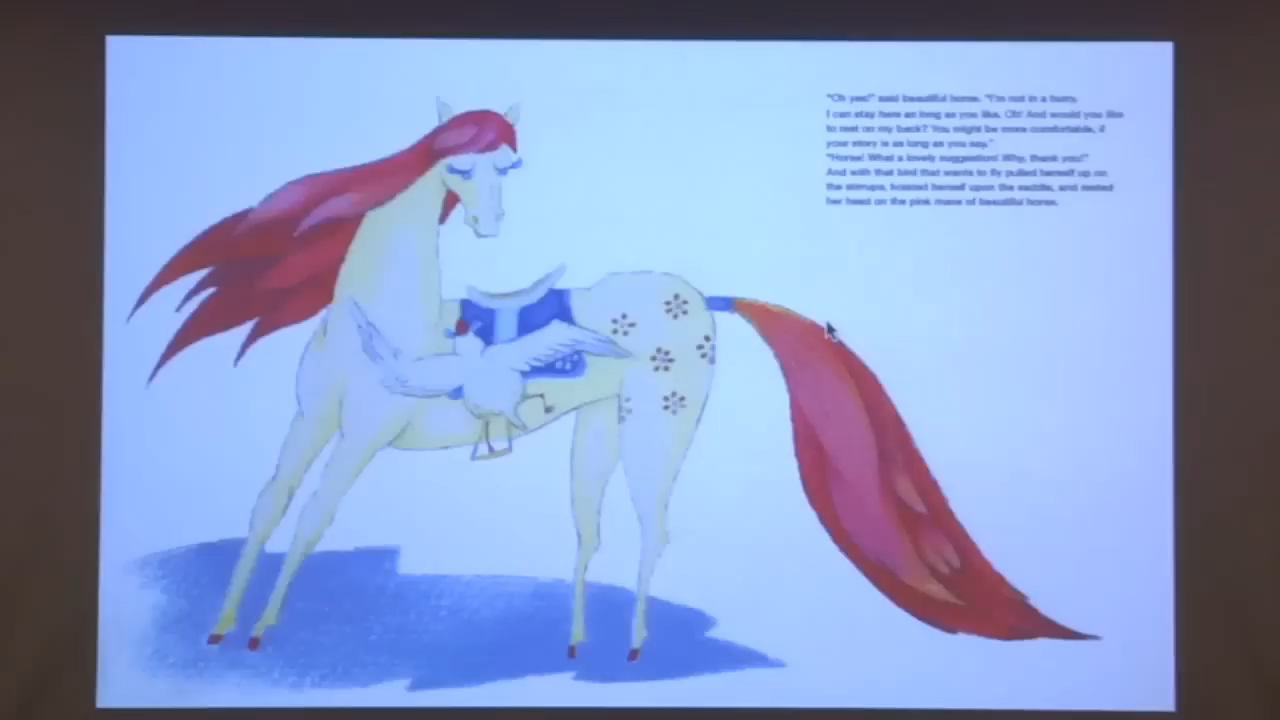 "Oh yes!" said beautiful horse. "I'm not in a hurry.
I can stay here as long as you like. Oh! And would you like
to rest on my back? You might be more comfortable, if
your story is as long as you say."
"Horse! What a lovely suggestion! Why, thank you!"
And with that bird that wants to fly pulled herself up on
the stirrups, hoisted herself upon the saddle, and rested
her head on the pink mane of beautiful horse.